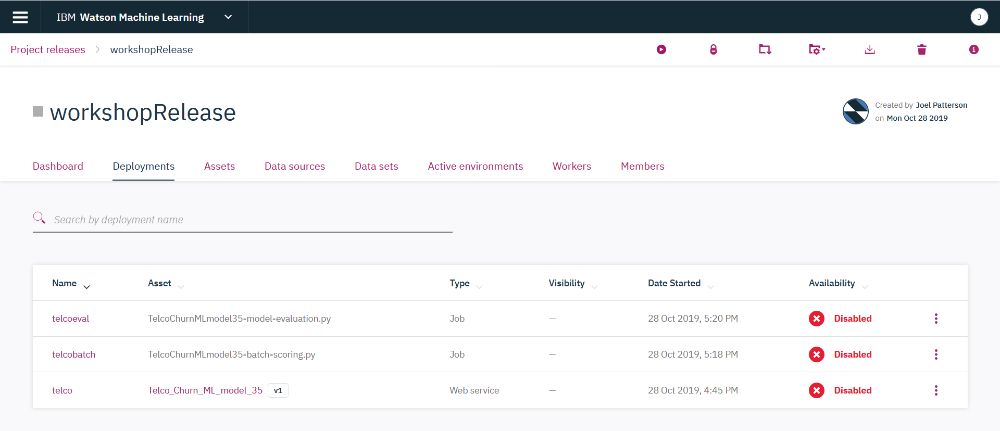 IBM Watson Machine Learning
J
Project releases > workshopRelease
workshopRelease
Created by Joel Patterson
on Mon Oct 28 2019
Dashboard Deployments Assets Data sources Data sets Active environments Workers Members
Search by deployment name
Name Asset Type Visibility Date Started Availability
telcoeval TelcoChurnMLmodel35-model-evaluation.py Job — 28 Oct 2019, 5:20 PM Disabled
telcobatch TelcoChurnMLmodel35-batch-scoring.py Job — 28 Oct 2019, 5:18 PM Disabled
telco Telco_Churn_ML_model_35 v1 Web service — 28 Oct 2019, 4:45 PM Disabled